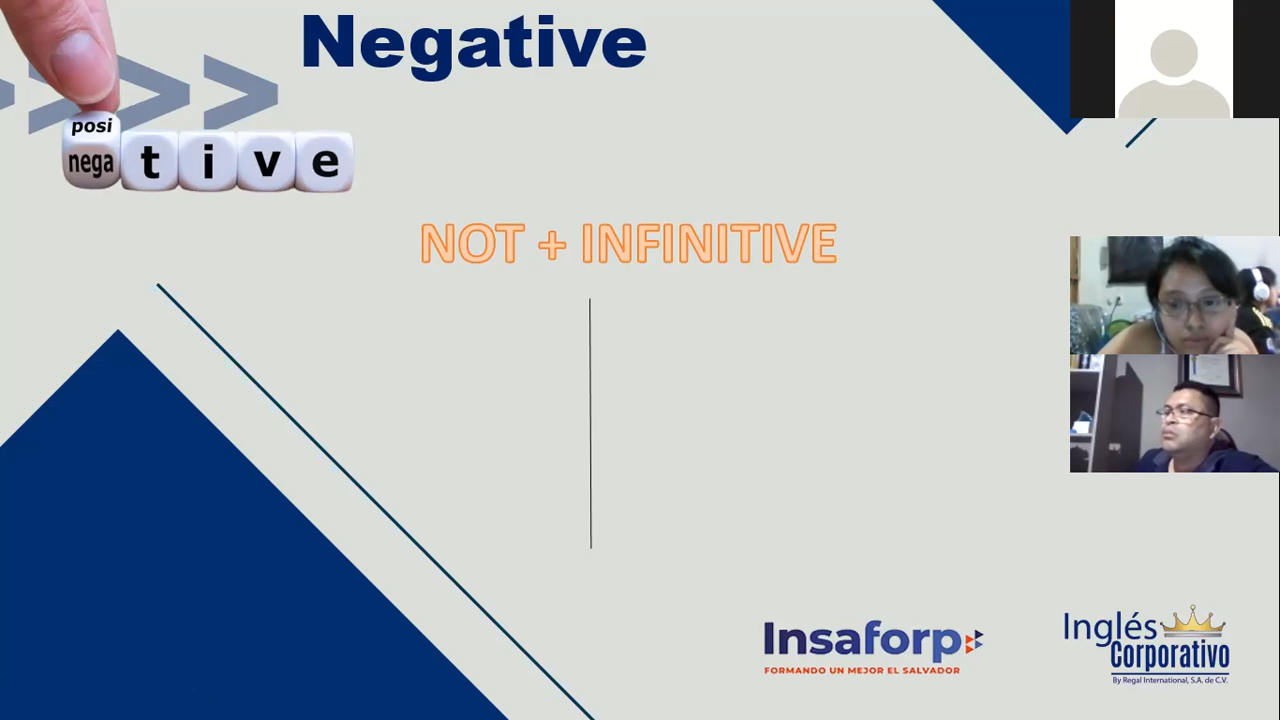 Negative
posi
nega t i v e
NOT + INFINITIVE
Insaforp
FORMANDO UN MEJOR EL SALVADOR
Inglés
Corporativo
By Regal International, S.A. de C.V.